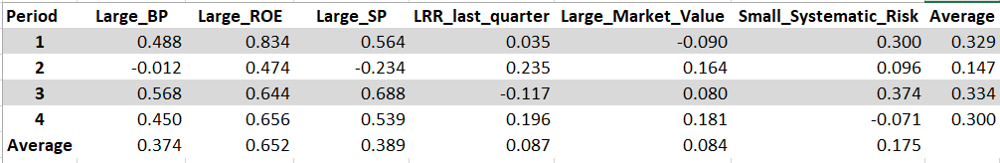 Period Large_BP Large_ROE Large_SP LRR_last_quarter Large_Market_Value Small_Systematic_Risk Average
1 0.488 0.834 0.564 0.035 -0.090 0.300 0.329
2 -0.012 0.474 -0.234 0.235 0.164 0.096 0.147
3 0.568 0.644 0.688 -0.117 0.080 0.374 0.334
4 0.450 0.656 0.539 0.196 0.181 -0.071 0.300
Average 0.374 0.652 0.389 0.087 0.084 0.175